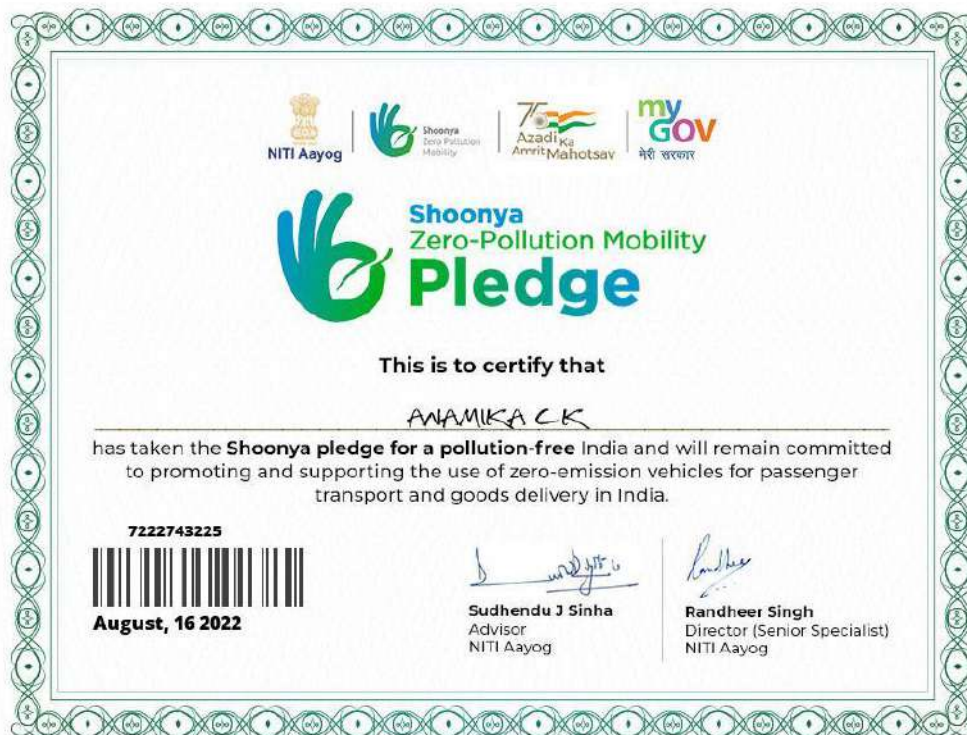 NITI Aayog
Shoonya
Zero Pollution
Mobility
75
Azadi Ka
Amrit Mahotsav
my
GOV
मेरी सरकार
Shoonya
Zero-Pollution Mobility
Pledge
This is to certify that
ANAMIKA C K
has taken the Shoonya pledge for a pollution-free India and will remain committed
to promoting and supporting the use of zero-emission vehicles for passenger
transport and goods delivery in India.
7222743225
August, 16 2022
Sudhendu J Sinha
Advisor
NITI Aayog
Randheer
Randheer Singh
Director (Senior Specialist)
NITI Aayog